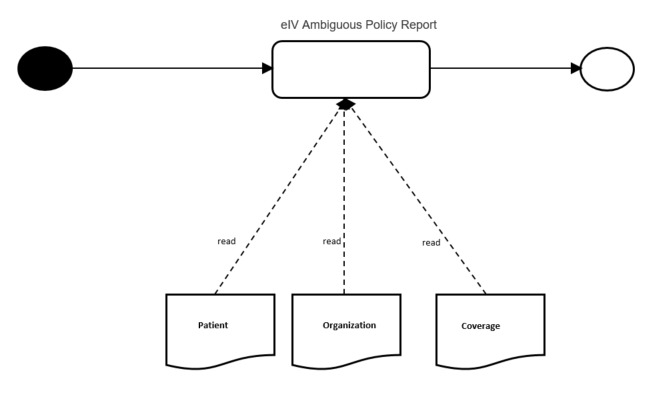 eIV Ambiguous Policy Report
read
read
read
Patient
Organization
Coverage